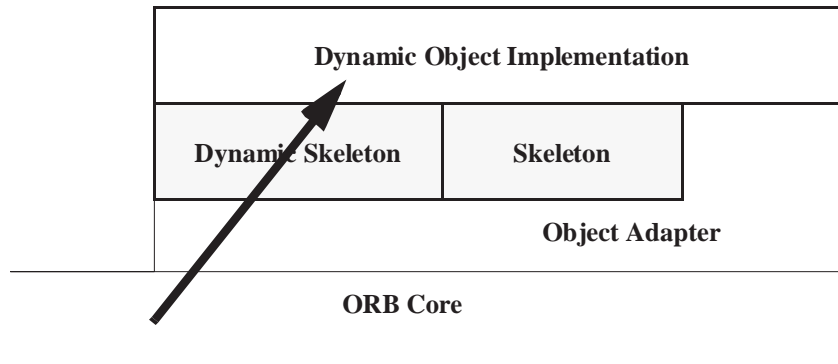 Dynamic Object Implementation
Dynamic Skeleton
Skeleton
Object Adapter
ORB Core